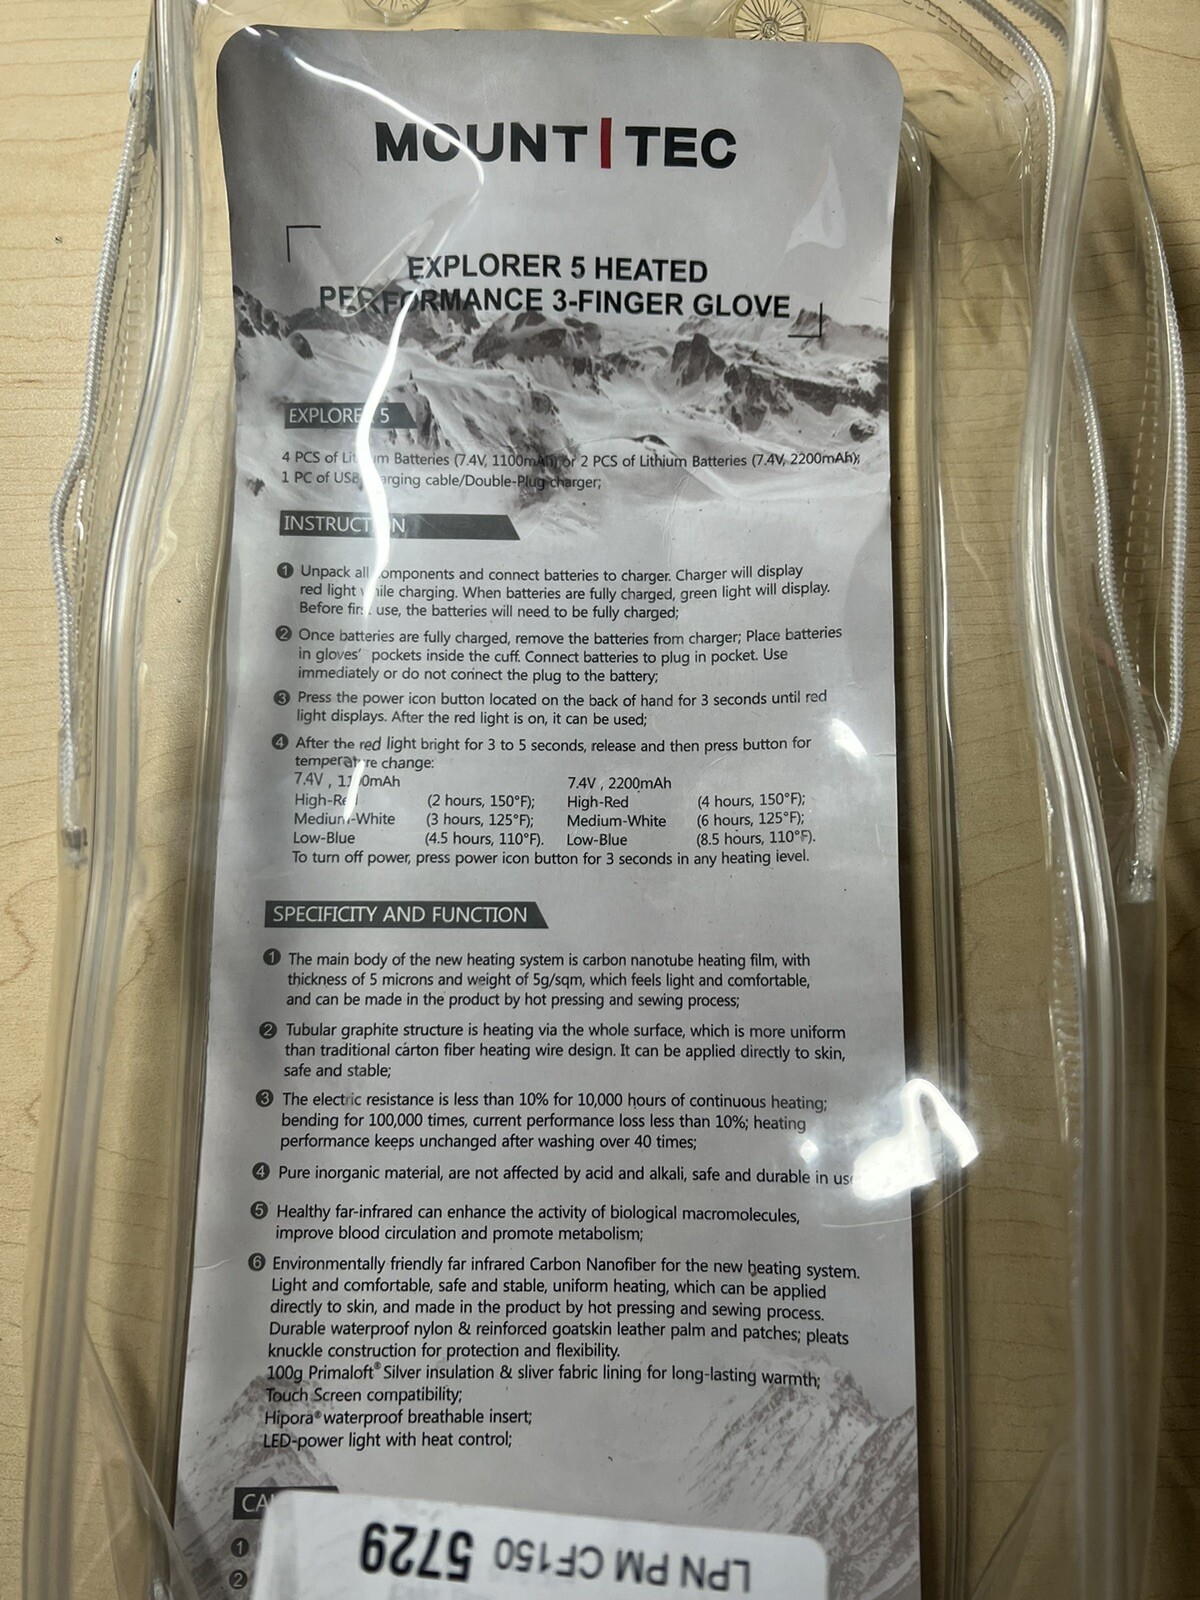 MOUNT|TEC
EXPLORER 5 HEATED
PERFORMANCE 3-FINGER GLOVE
EXPLORER 5
4 PCS of Lithium Batteries (7.4V, 1100mAh) or 2 PCS of Lithium Batteries (7.4V, 2200mAh);
1 PC of USB charging cable/Double-Plug charger;
INSTRUCTION
1 Unpack all components and connect batteries to charger. Charger will display
red light while charging. When batteries are fully charged, green light will display.
Before first use, the batteries will need to be fully charged;
2 Once batteries are fully charged, remove the batteries from charger; Place batteries
in gloves' pockets inside the cuff. Connect batteries to plug in pocket. Use
immediately or do not connect the plug to the battery;
3 Press the power icon button located on the back of hand for 3 seconds until red
light displays. After the red light is on, it can be used;
4 After the red light bright for 3 to 5 seconds, release and then press button for
temperature change:
7.4V , 1100mAh 7.4V , 2200mAh
High-Red (2 hours, 150°F); High-Red (4 hours, 150°F);
Medium-White (3 hours, 125°F); Medium-White (6 hours, 125°F);
Low-Blue (4.5 hours, 110°F). Low-Blue (8.5 hours, 110°F).
To turn off power, press power icon button for 3 seconds in any heating level.
SPECIFICITY AND FUNCTION
1 The main body of the new heating system is carbon nanotube heating film, with
thickness of 5 microns and weight of 5g/sqm, which feels light and comfortable,
and can be made in the product by hot pressing and sewing process;
2 Tubular graphite structure is heating via the whole surface, which is more uniform
than traditional carton fiber heating wire design. It can be applied directly to skin,
safe and stable;
3 The electric resistance is less than 10% for 10,000 hours of continuous heating;
bending for 100,000 times, current performance loss less than 10%; heating
performance keeps unchanged after washing over 40 times;
4 Pure inorganic material, are not affected by acid and alkali, safe and durable in use
5 Healthy far-infrared can enhance the activity of biological macromolecules,
improve blood circulation and promote metabolism;
6 Environmentally friendly far infrared Carbon Nanofiber for the new heating system.
Light and comfortable, safe and stable, uniform heating, which can be applied
directly to skin, and made in the product by hot pressing and sewing process.
Durable waterproof nylon & reinforced goatskin leather palm and patches; pleats
knuckle construction for protection and flexibility.
100g Primaloft® Silver insulation & sliver fabric lining for long-lasting warmth;
Touch Screen compatibility;
Hipora® waterproof breathable insert;
LED-power light with heat control;
1
2
LPN PM CF150 5729